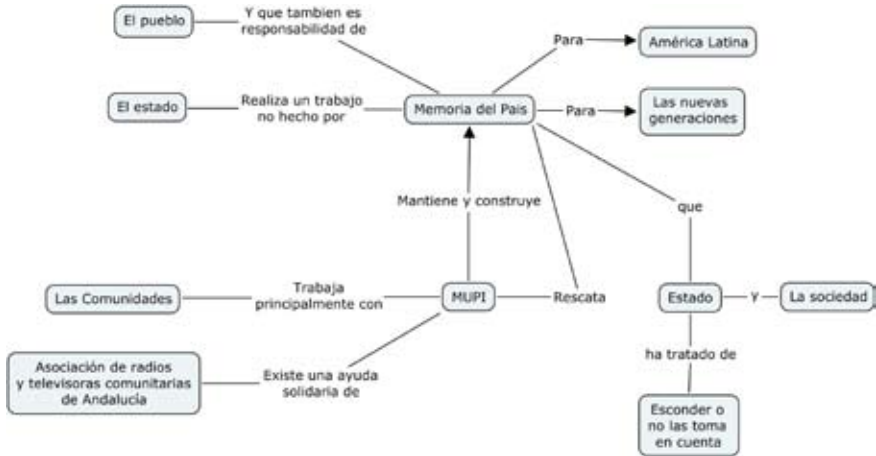 El pueblo
Y que tambien es
responsabilidad de
Para
América Latina
El estado
Realiza un trabajo
no hecho por
Memoria del Pais
Para
Las nuevas
generaciones
Mantiene y construye
que
Las Comunidades
Trabaja
principalmente con
MUPI
Rescata
Estado
Y
La sociedad
Asociación de radios
y televisoras comunitarias
de Andalucía
Existe una ayuda
solidaria de
ha tratado de
Esconder o
no las toma
en cuenta